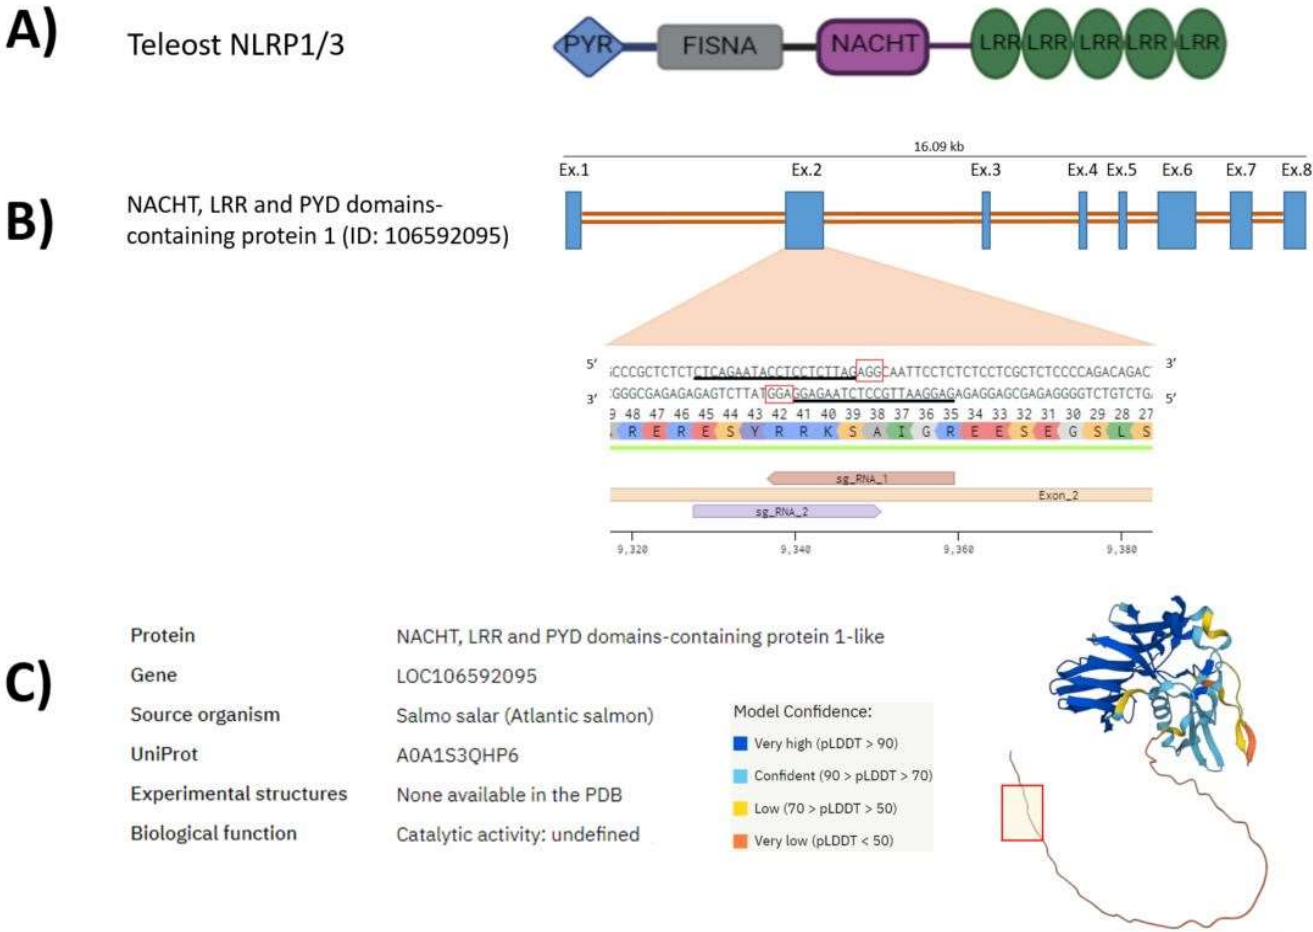 A)
Teleost NLRP1/3
PYR FISNA NACHT LRR LRR LRR LRR LRR
B)
NACHT, LRR and PYD domains-
containing protein 1 (ID: 106592095)
16.09 kb
Ex.1 Ex.2 Ex.3 Ex.4 Ex.5 Ex.6 Ex.7 Ex.8
5' CCCGCTCTCTCTCAGAATACCTCCTCTTAGAGGCAATTCCTCTCTCCTCGCTCTCCCCAGACAGAC 3'
3' GGGCGAGAGAGAGTCTTATGGAGGAGAATCTCCGTTAAGGAGAGAGGAGCGAGAGGGGTCTGTCTG 5'
9 48 47 46 45 44 43 42 41 40 39 38 37 36 35 34 33 32 31 30 29 28 27
R E R E S Y R R K S A I G R E E S E G S L S
sg_RNA_1
Exon_2
sg_RNA_2
9,320 9,340 9,360 9,380
C)
Protein NACHT, LRR and PYD domains-containing protein 1-like
Gene LOC106592095
Source organism Salmo salar (Atlantic salmon)
UniProt A0A1S3QHP6
Experimental structures None available in the PDB
Biological function Catalytic activity: undefined
Model Confidence:
Very high (pLDDT > 90)
Confident (90 > pLDDT > 70)
Low (70 > pLDDT > 50)
Very low (pLDDT < 50)